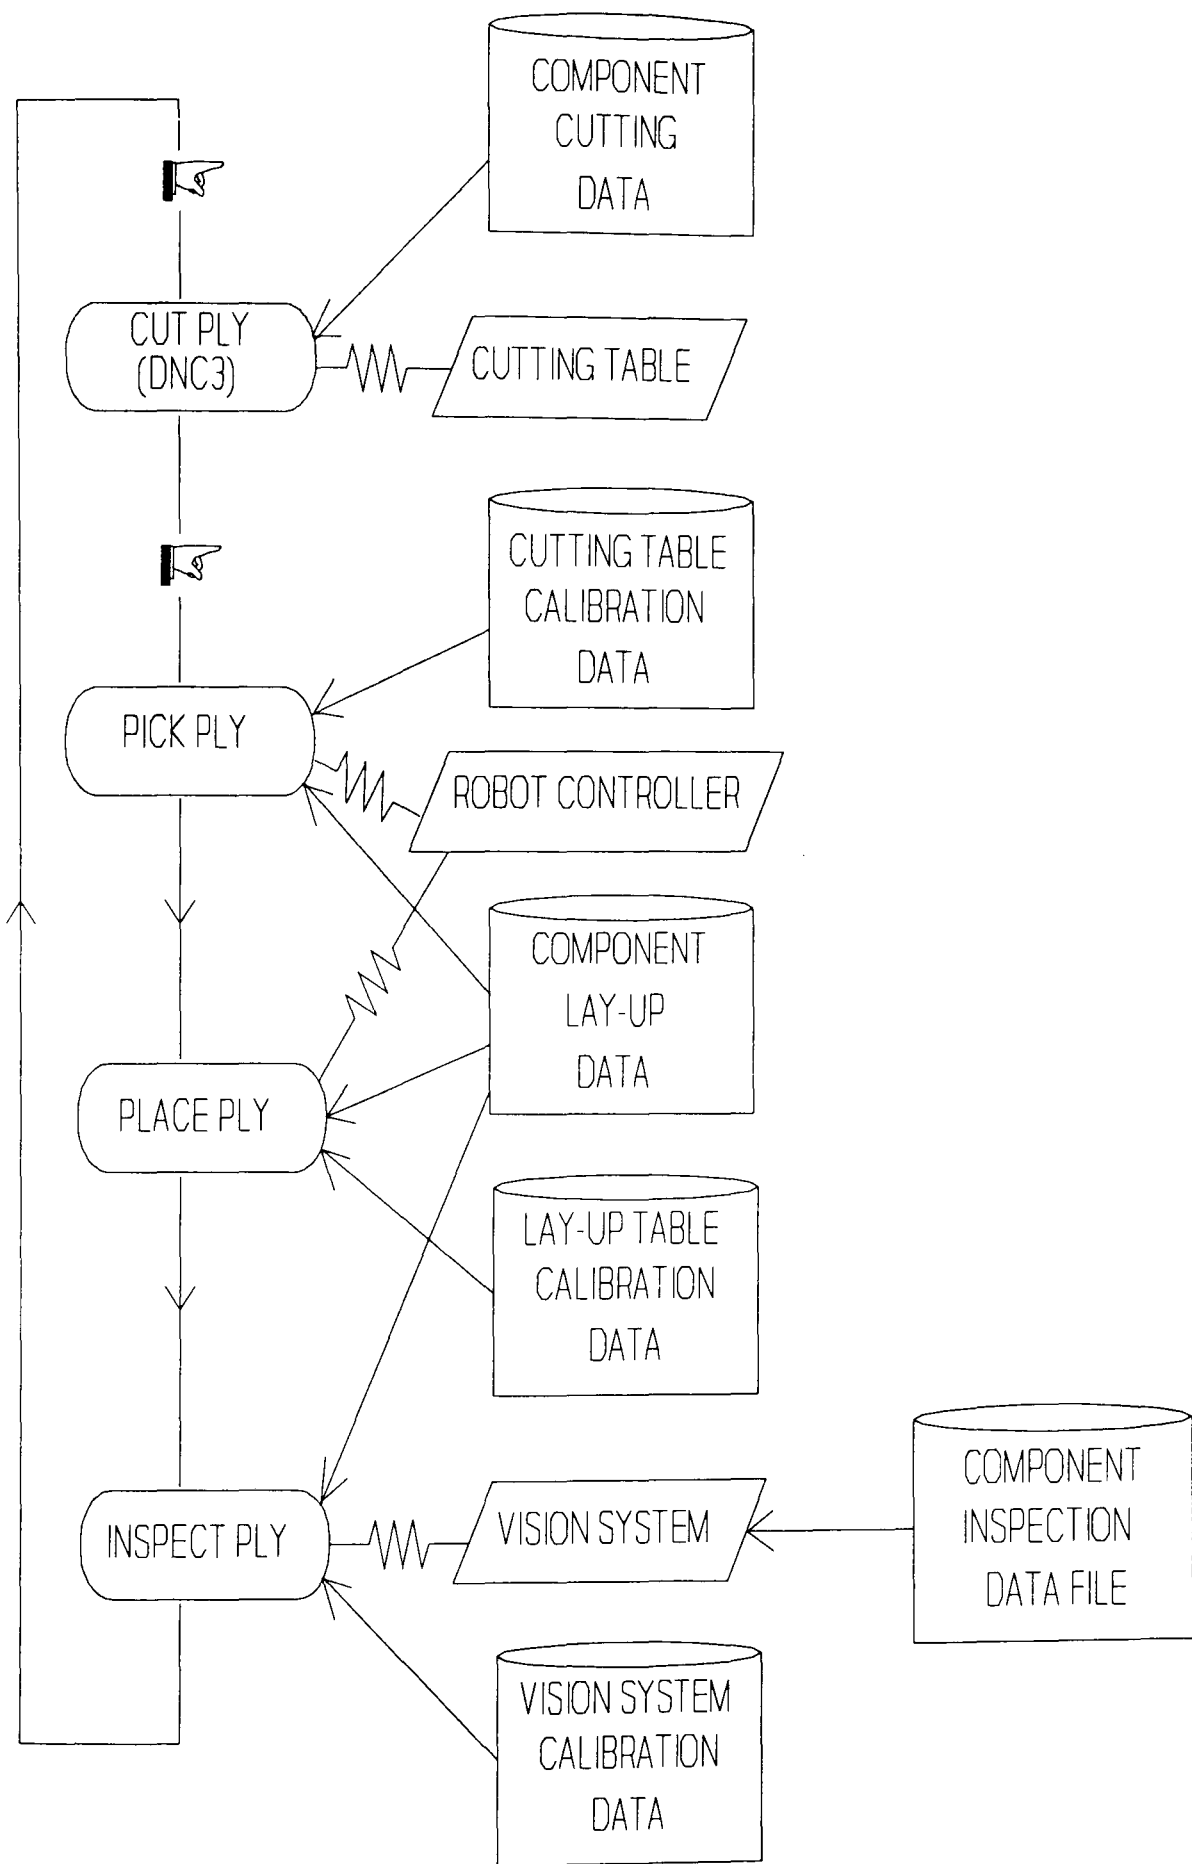 COMPONENT
CUTTING
DATA
CUT PLY
(DNC3)
CUTTING TABLE
CUTTING TABLE
CALIBRATION
DATA
PICK PLY
ROBOT CONTROLLER
COMPONENT
LAY-UP
DATA
PLACE PLY
LAY-UP TABLE
CALIBRATION
DATA
INSPECT PLY
VISION SYSTEM
COMPONENT
INSPECTION
DATA FILE
VISION SYSTEM
CALIBRATION
DATA